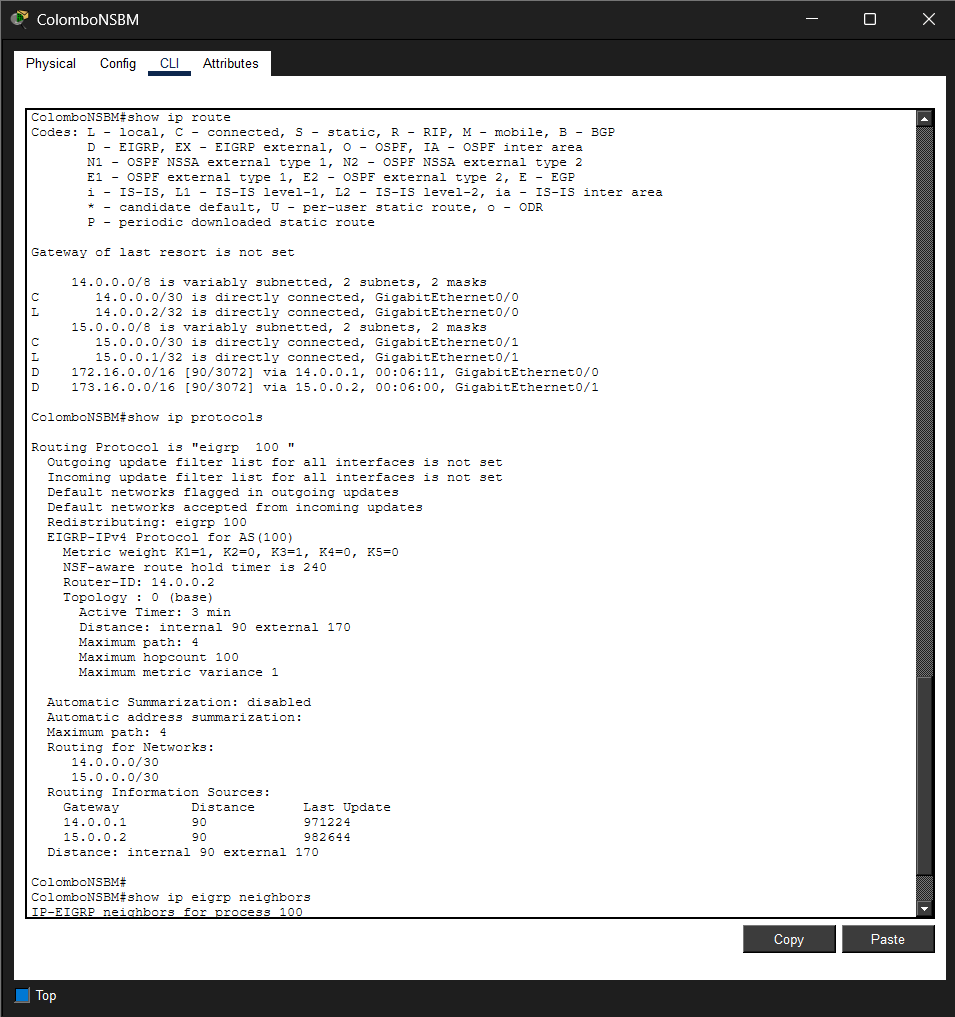 ColomboNSBM
Physical Config CLI Attributes
ColomboNSBM#show ip route
Codes: L - local, C - connected, S - static, R - RIP, M - mobile, B - BGP
       D - EIGRP, EX - EIGRP external, O - OSPF, IA - OSPF inter area
       N1 - OSPF NSSA external type 1, N2 - OSPF NSSA external type 2
       E1 - OSPF external type 1, E2 - OSPF external type 2, E - EGP
       i - IS-IS, L1 - IS-IS level-1, L2 - IS-IS level-2, ia - IS-IS inter area
       * - candidate default, U - per-user static route, o - ODR
       P - periodic downloaded static route
Gateway of last resort is not set
     14.0.0.0/8 is variably subnetted, 2 subnets, 2 masks
C       14.0.0.0/30 is directly connected, GigabitEthernet0/0
L       14.0.0.2/32 is directly connected, GigabitEthernet0/0
     15.0.0.0/8 is variably subnetted, 2 subnets, 2 masks
C       15.0.0.0/30 is directly connected, GigabitEthernet0/1
L       15.0.0.1/32 is directly connected, GigabitEthernet0/1
D    172.16.0.0/16 [90/3072] via 14.0.0.1, 00:06:11, GigabitEthernet0/0
D    173.16.0.0/16 [90/3072] via 15.0.0.2, 00:06:00, GigabitEthernet0/1
ColomboNSBM#show ip protocols
Routing Protocol is "eigrp  100 "
  Outgoing update filter list for all interfaces is not set
  Incoming update filter list for all interfaces is not set
  Default networks flagged in outgoing updates
  Default networks accepted from incoming updates
  Redistributing: eigrp 100
  EIGRP-IPv4 Protocol for AS(100)
    Metric weight K1=1, K2=0, K3=1, K4=0, K5=0
    NSF-aware route hold timer is 240
    Router-ID: 14.0.0.2
    Topology : 0 (base)
      Active Timer: 3 min
      Distance: internal 90 external 170
      Maximum path: 4
      Maximum hopcount 100
      Maximum metric variance 1
  Automatic Summarization: disabled
  Automatic address summarization:
  Maximum path: 4
  Routing for Networks:
     14.0.0.0/30
     15.0.0.0/30
  Routing Information Sources:
    Gateway         Distance      Last Update
    14.0.0.1        90            971224
    15.0.0.2        90            982644
  Distance: internal 90 external 170
ColomboNSBM#
ColomboNSBM#show ip eigrp neighbors
IP-EIGRP neighbors for process 100
Copy Paste
Top